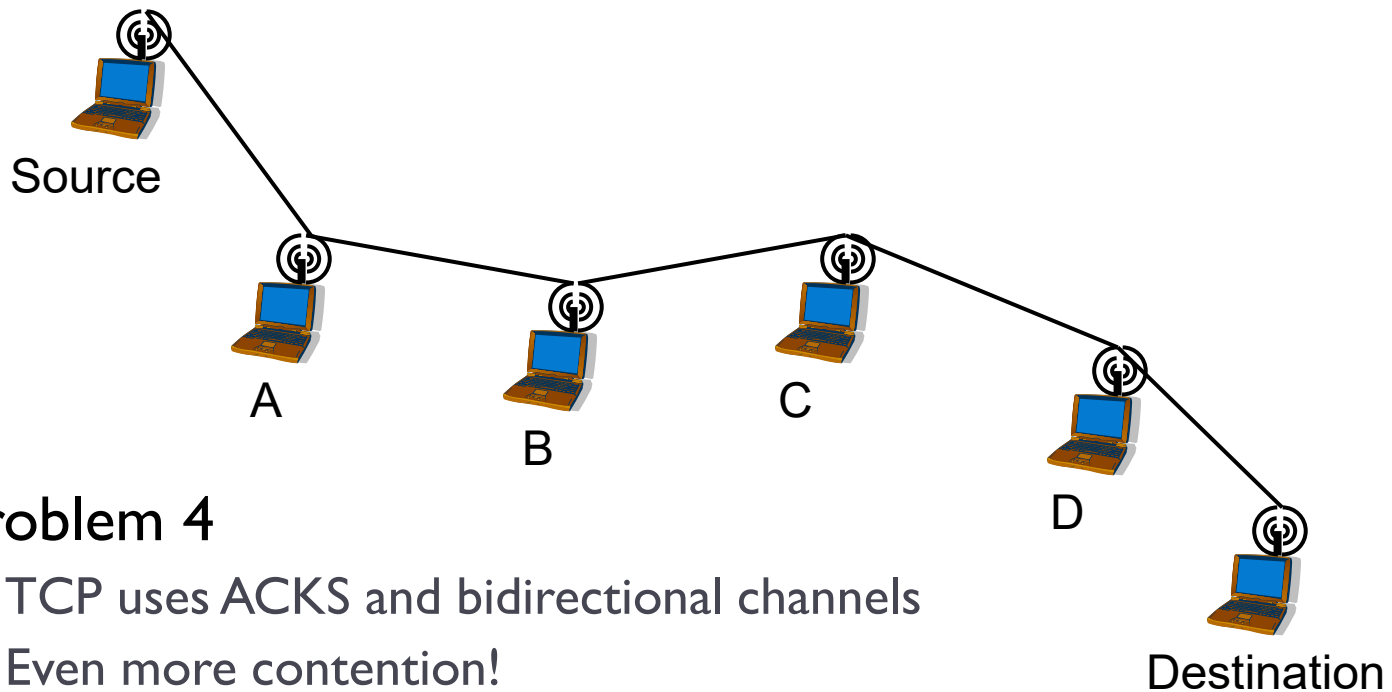 Source
A
B
C
D
Destination
roblem 4
TCP uses ACKS and bidirectional channels
Even more contention!